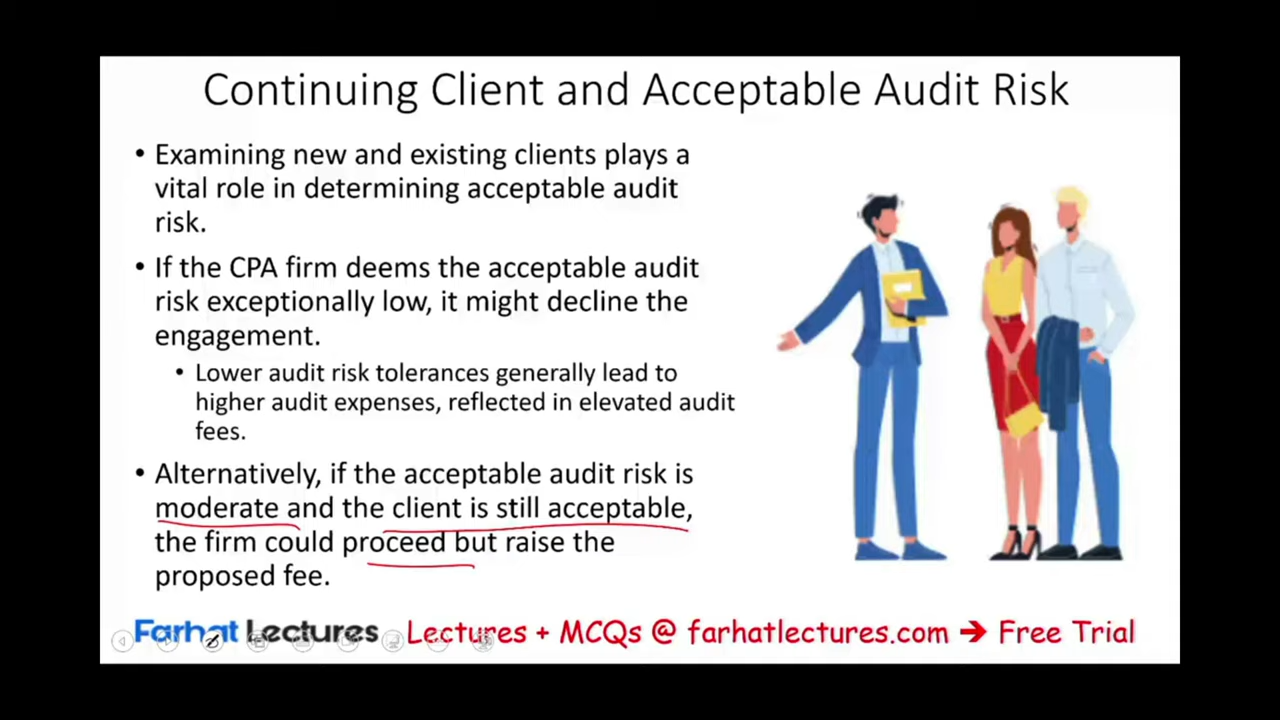 Continuing Client and Acceptable Audit Risk
• Examining new and existing clients plays a
vital role in determining acceptable audit
risk.
• If the CPA firm deems the acceptable audit
risk exceptionally low, it might decline the
engagement.
• Lower audit risk tolerances generally lead to
higher audit expenses, reflected in elevated audit
fees.
• Alternatively, if the acceptable audit risk is
moderate and the client is still acceptable,
the firm could proceed but raise the
proposed fee.
Farhat Lectures Lectures + MCQs @ farhatlectures.com ➔ Free Trial